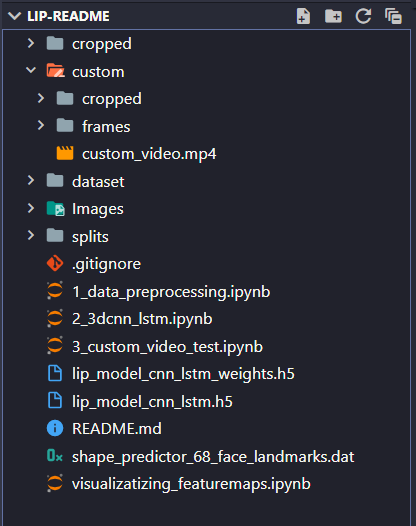 LIP-README
cropped
custom
cropped
frames
custom_video.mp4
dataset
Images
splits
.gitignore
1_data_preprocessing.ipynb
2_3dcnn_lstm.ipynb
3_custom_video_test.ipynb
lip_model_cnn_lstm_weights.h5
lip_model_cnn_lstm.h5
README.md
shape_predictor_68_face_landmarks.dat
visualizatizing_featuremaps.ipynb